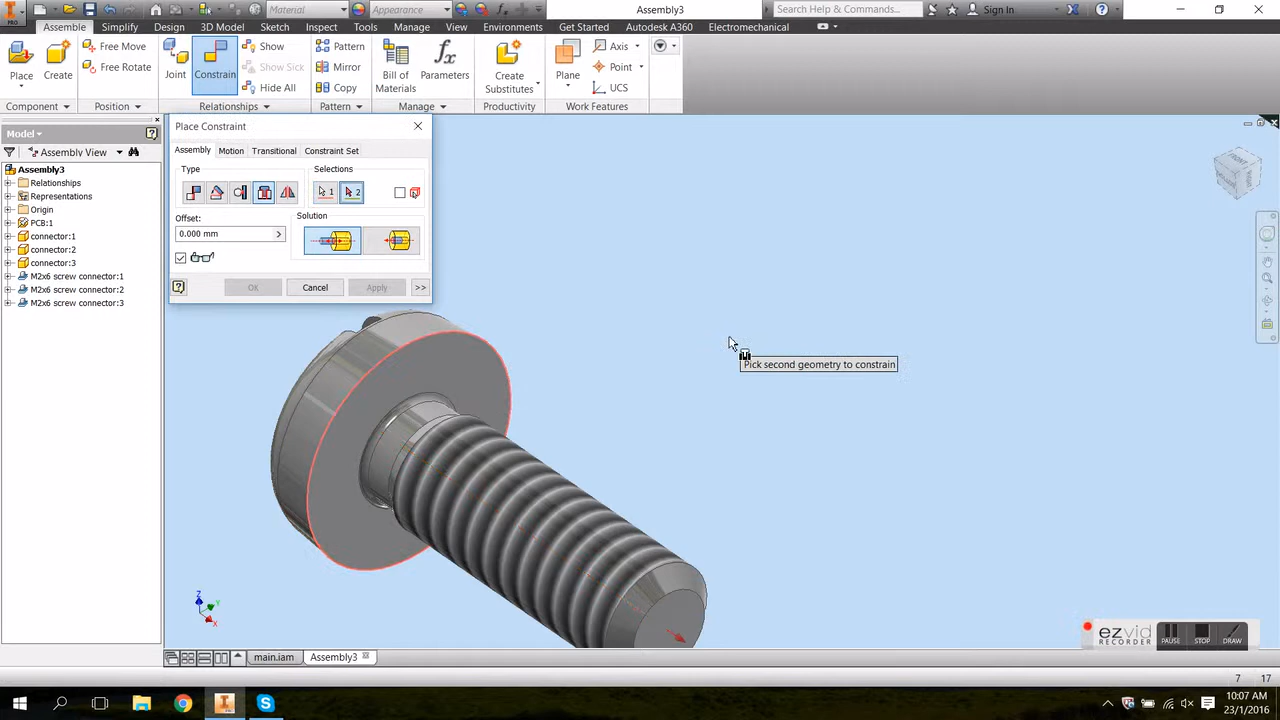 MO
Material
Appearance
Assembly3
Search Help & Commands...
Sign In
Assemble Simplify Design 3D Model Sketch Inspect Tools Manage View Environments Get Started Autodesk A360 Electromechanical
Place
Create
Free Move
Free Rotate
Joint
Constrain
Show
Show Sick
Hide All
Pattern
Mirror
Copy
Bill of
Materials
Parameters
Create
Substitutes
Plane
Axis
Point
UCS
Component Position Relationships Pattern Manage Productivity Work Features
Model
Assembly View
Assembly3
Relationships
Representations
Origin
PCB:1
connector:1
connector:2
connector:3
M2x6 screw connector:1
M2x6 screw connector:2
M2x6 screw connector:3
Place Constraint
Assembly Motion Transitional Constraint Set
Type
Selections
1
2
Offset:
Solution
0.000 mm
OK
Cancel
Apply
>>
FRONT
Pick second geometry to constrain
Z
Y
X
ezvid
RECORDER
PAUSE
STOP
DRAW
main.iam
Assembly3
7 17
10:07 AM
23/1/2016